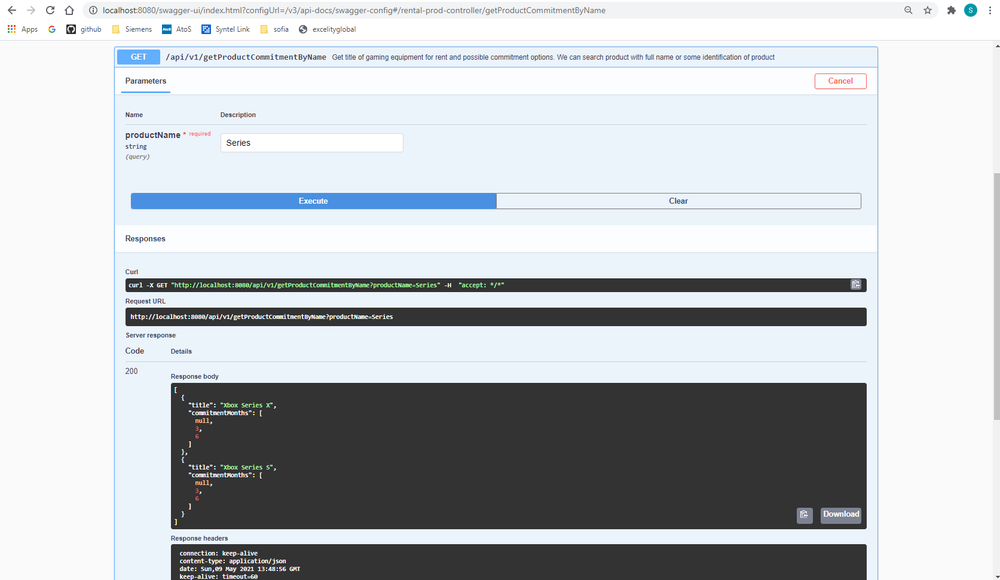 localhost:8080/swagger-ui/index.html?configUrl=/v3/api-docs/swagger-config#/rental-prod-controller/getProductCommitmentByName
S
Apps github Siemens AtoS AtoS Syntel Link sofia excelityglobal
GET /api/v1/getProductCommitmentByName Get title of gaming equipment for rent and possible commitment options. We can search product with full name or some identification of product
Parameters Cancel
Name Description
productName * required
Series
string
(query)
Execute Clear
Responses
Curl
curl -X GET "http://localhost:8080/api/v1/getProductCommitmentByName?productName=Series" -H  "accept: */*"
Request URL
http://localhost:8080/api/v1/getProductCommitmentByName?productName=Series
Server response
Code Details
200
Response body
[
  {
    "title": "Xbox Series X",
    "commitmentMonths": [
      null,
      3,
      6
    ]
  },
  {
    "title": "Xbox Series S",
    "commitmentMonths": [
      null,
      3,
      6
    ]
  }
]
Download
Response headers
connection: keep-alive
content-type: application/json
date: Sun,09 May 2021 13:48:56 GMT
keep-alive: timeout=60